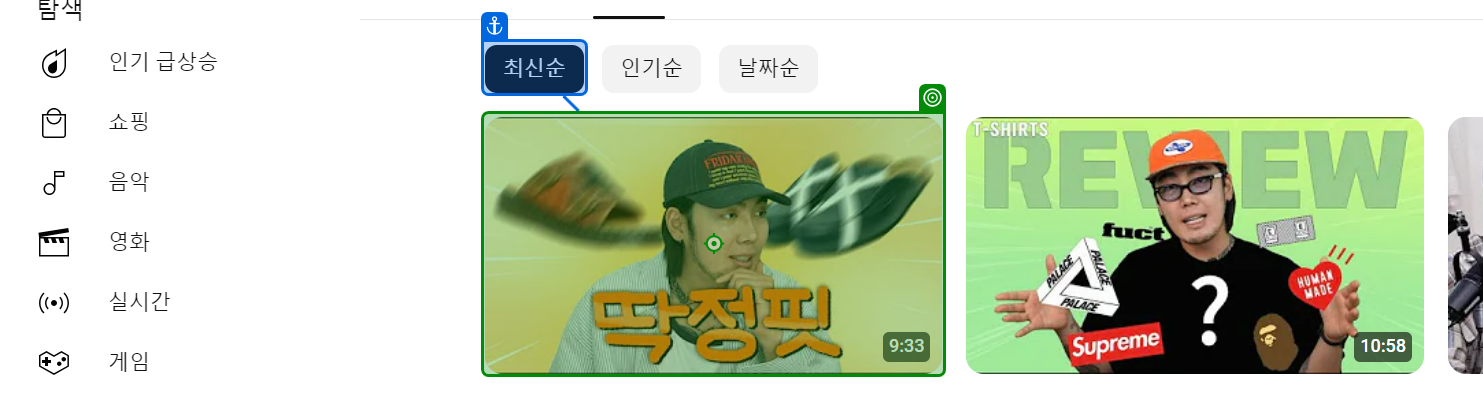 탐색
인기 급상승
쇼핑
음악
영화
실시간
게임
최신순
인기순
날짜순
딱정핏
9:33
T-SHIRTS
REVIEW
fuct
PALACE
PALACE
PALACE
HUMAN
MADE
Supreme
?
10:58